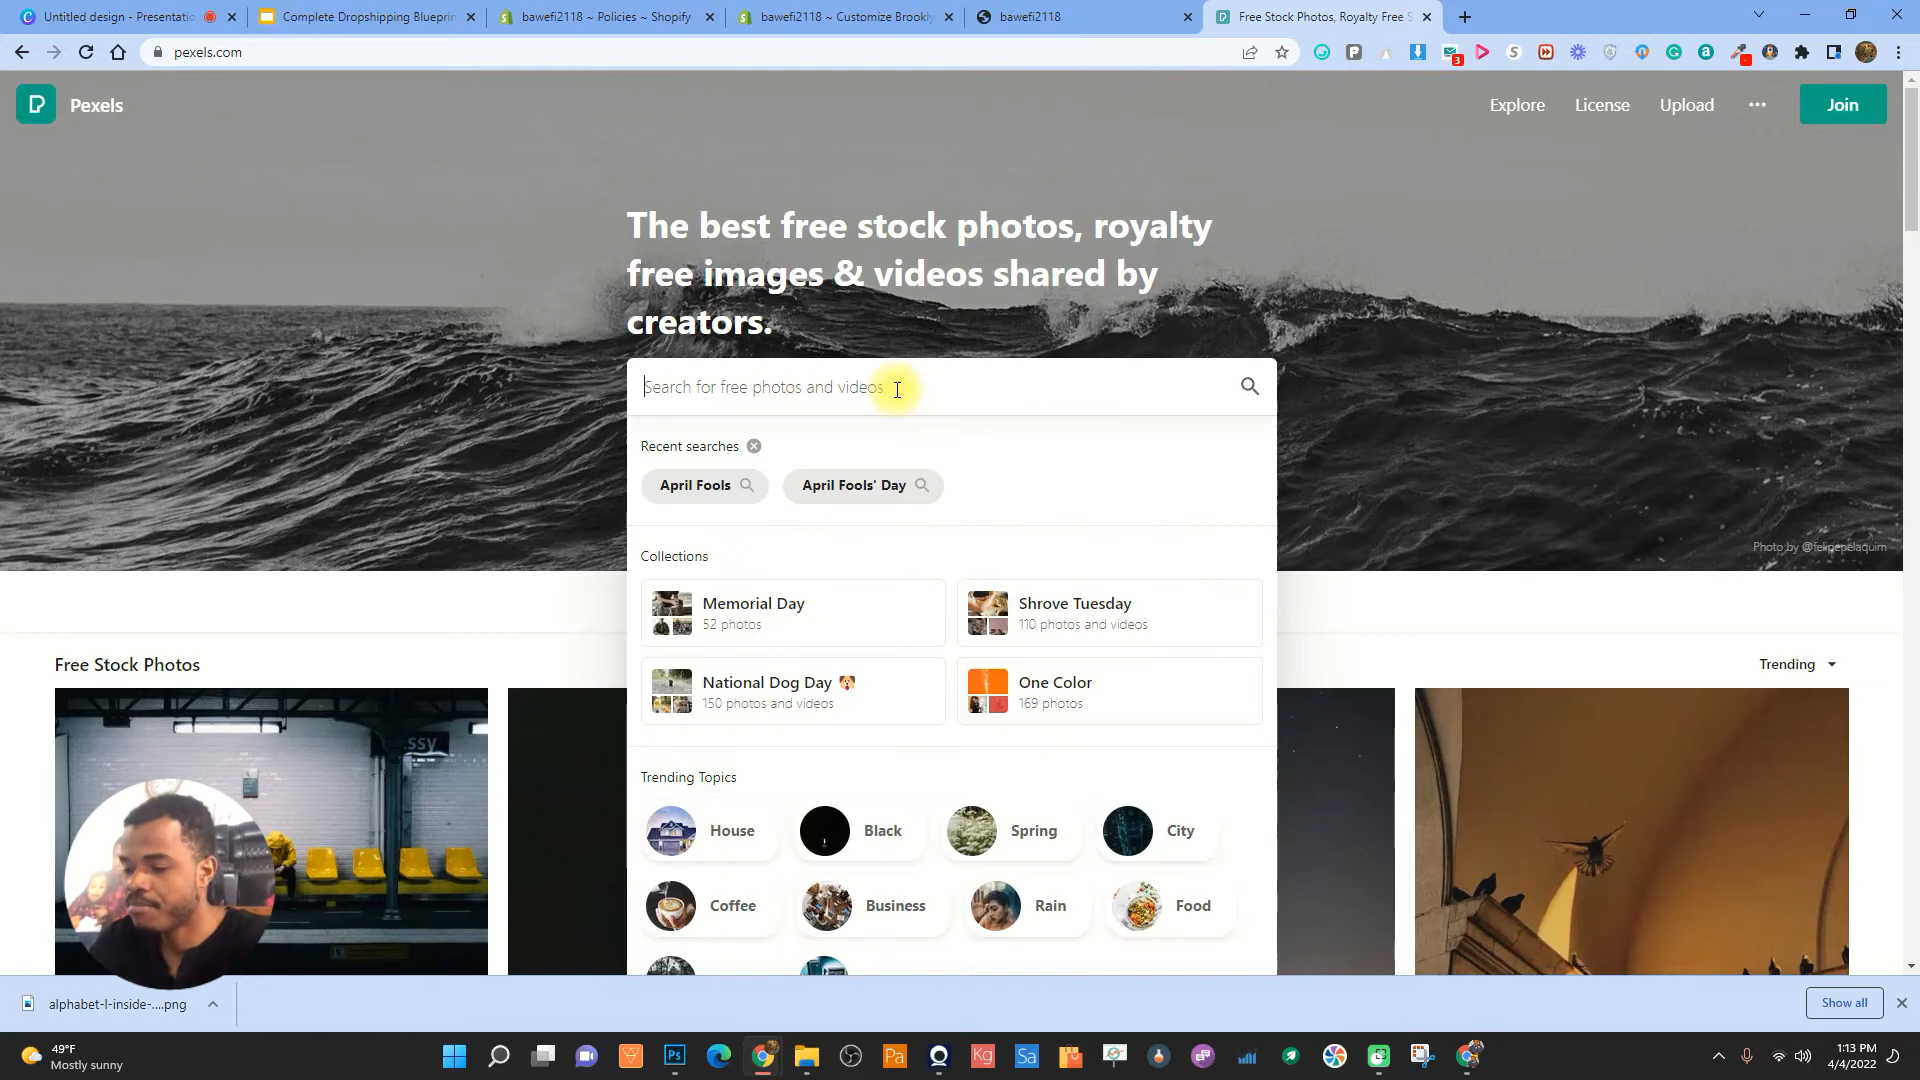 Untitled design - Presentatio
Complete Dropshipping Blueprin
bawefi2118 ~ Policies ~ Shopify
bawefi2118 ~ Customize Brookly
bawefi2118
Free Stock Photos, Royalty Free S
pexels.com
3
Pexels
Explore
License
Upload
Join
The best free stock photos, royalty
free images & videos shared by
creators.
Search for free photos and videos
Recent searches
April Fools
April Fools' Day
Photo by @felipepelaquim
Collections
Memorial Day
52 photos
Shrove Tuesday
110 photos and videos
National Dog Day
150 photos and videos
One Color
169 photos
Free Stock Photos
Trending
Trending Topics
House
Black
Spring
City
Coffee
Business
Rain
Food
alphabet-l-inside-....png
Show all
49°F
Mostly sunny
Ps
Pa
Kg
Sa
1:13 PM
4/4/2022